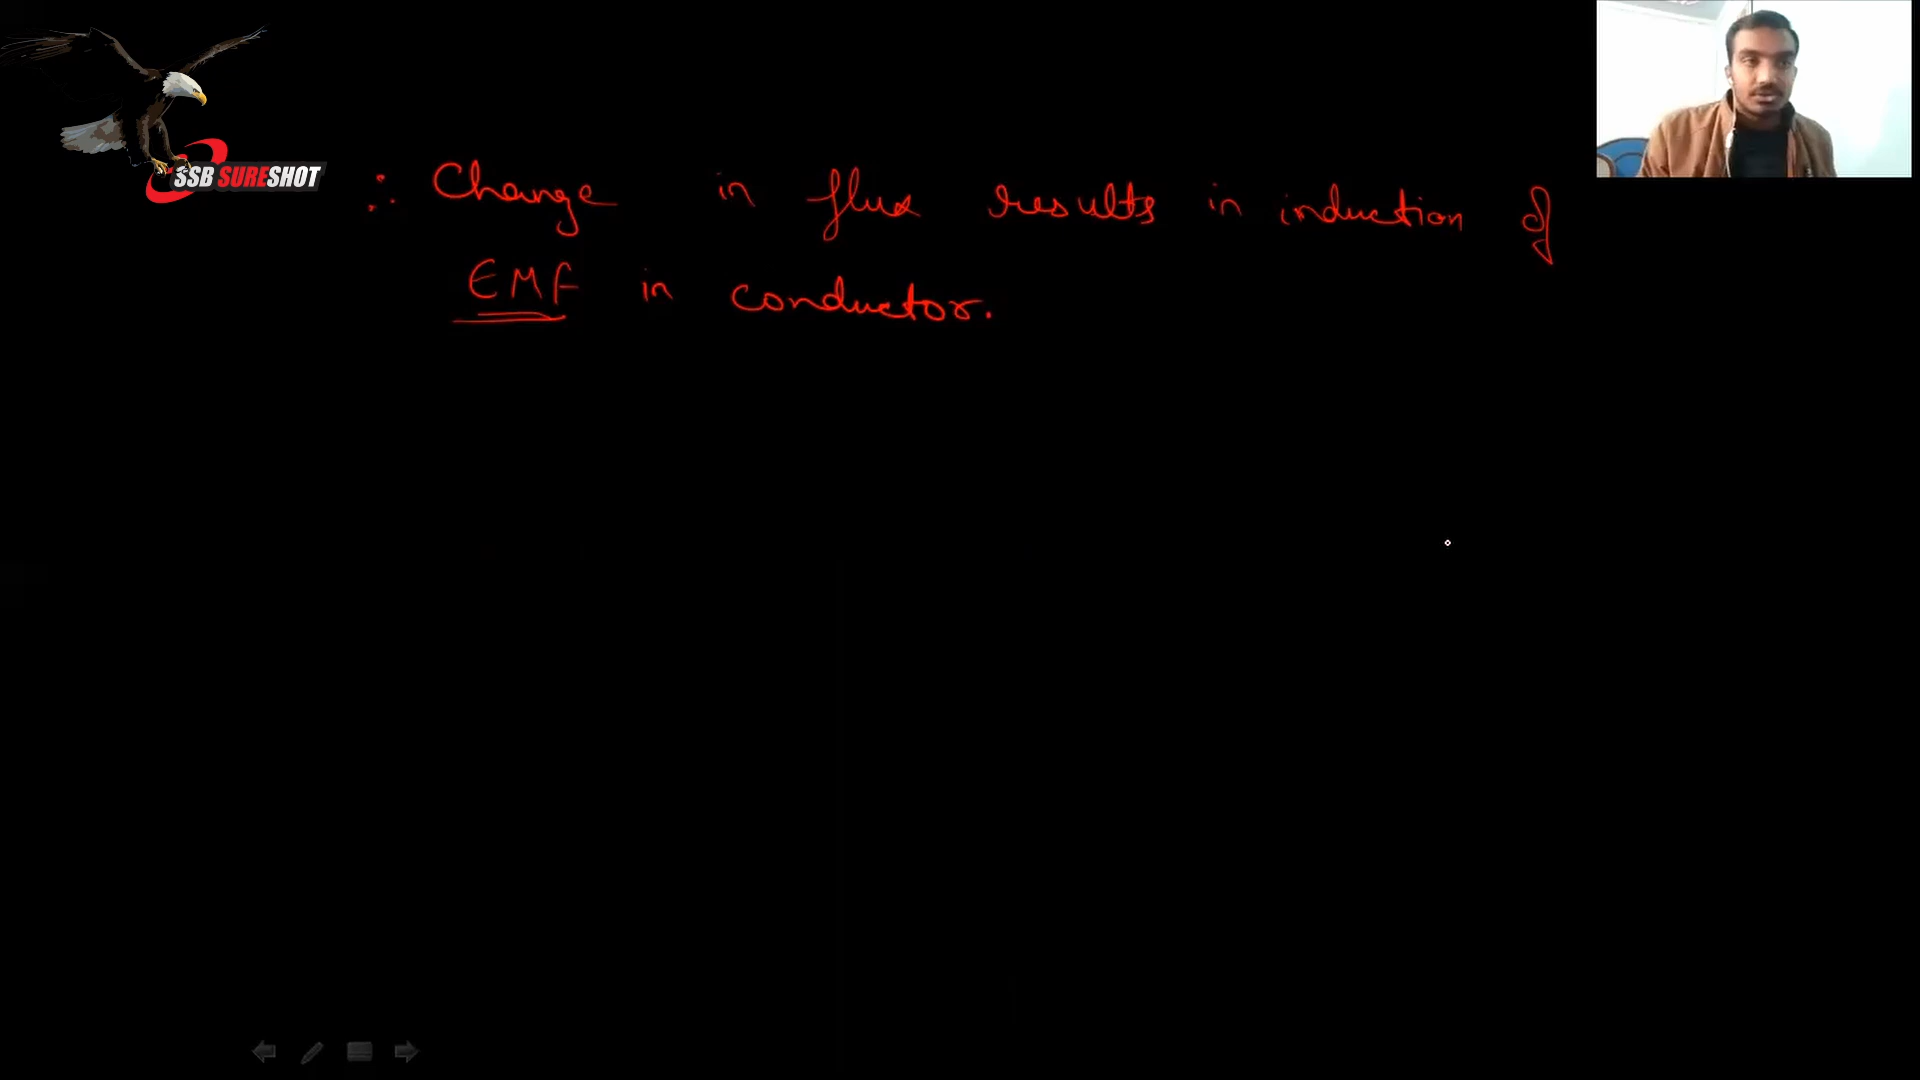 SSB SURESHOT
∴ Change in flux results in induction of
EMF in conductor.